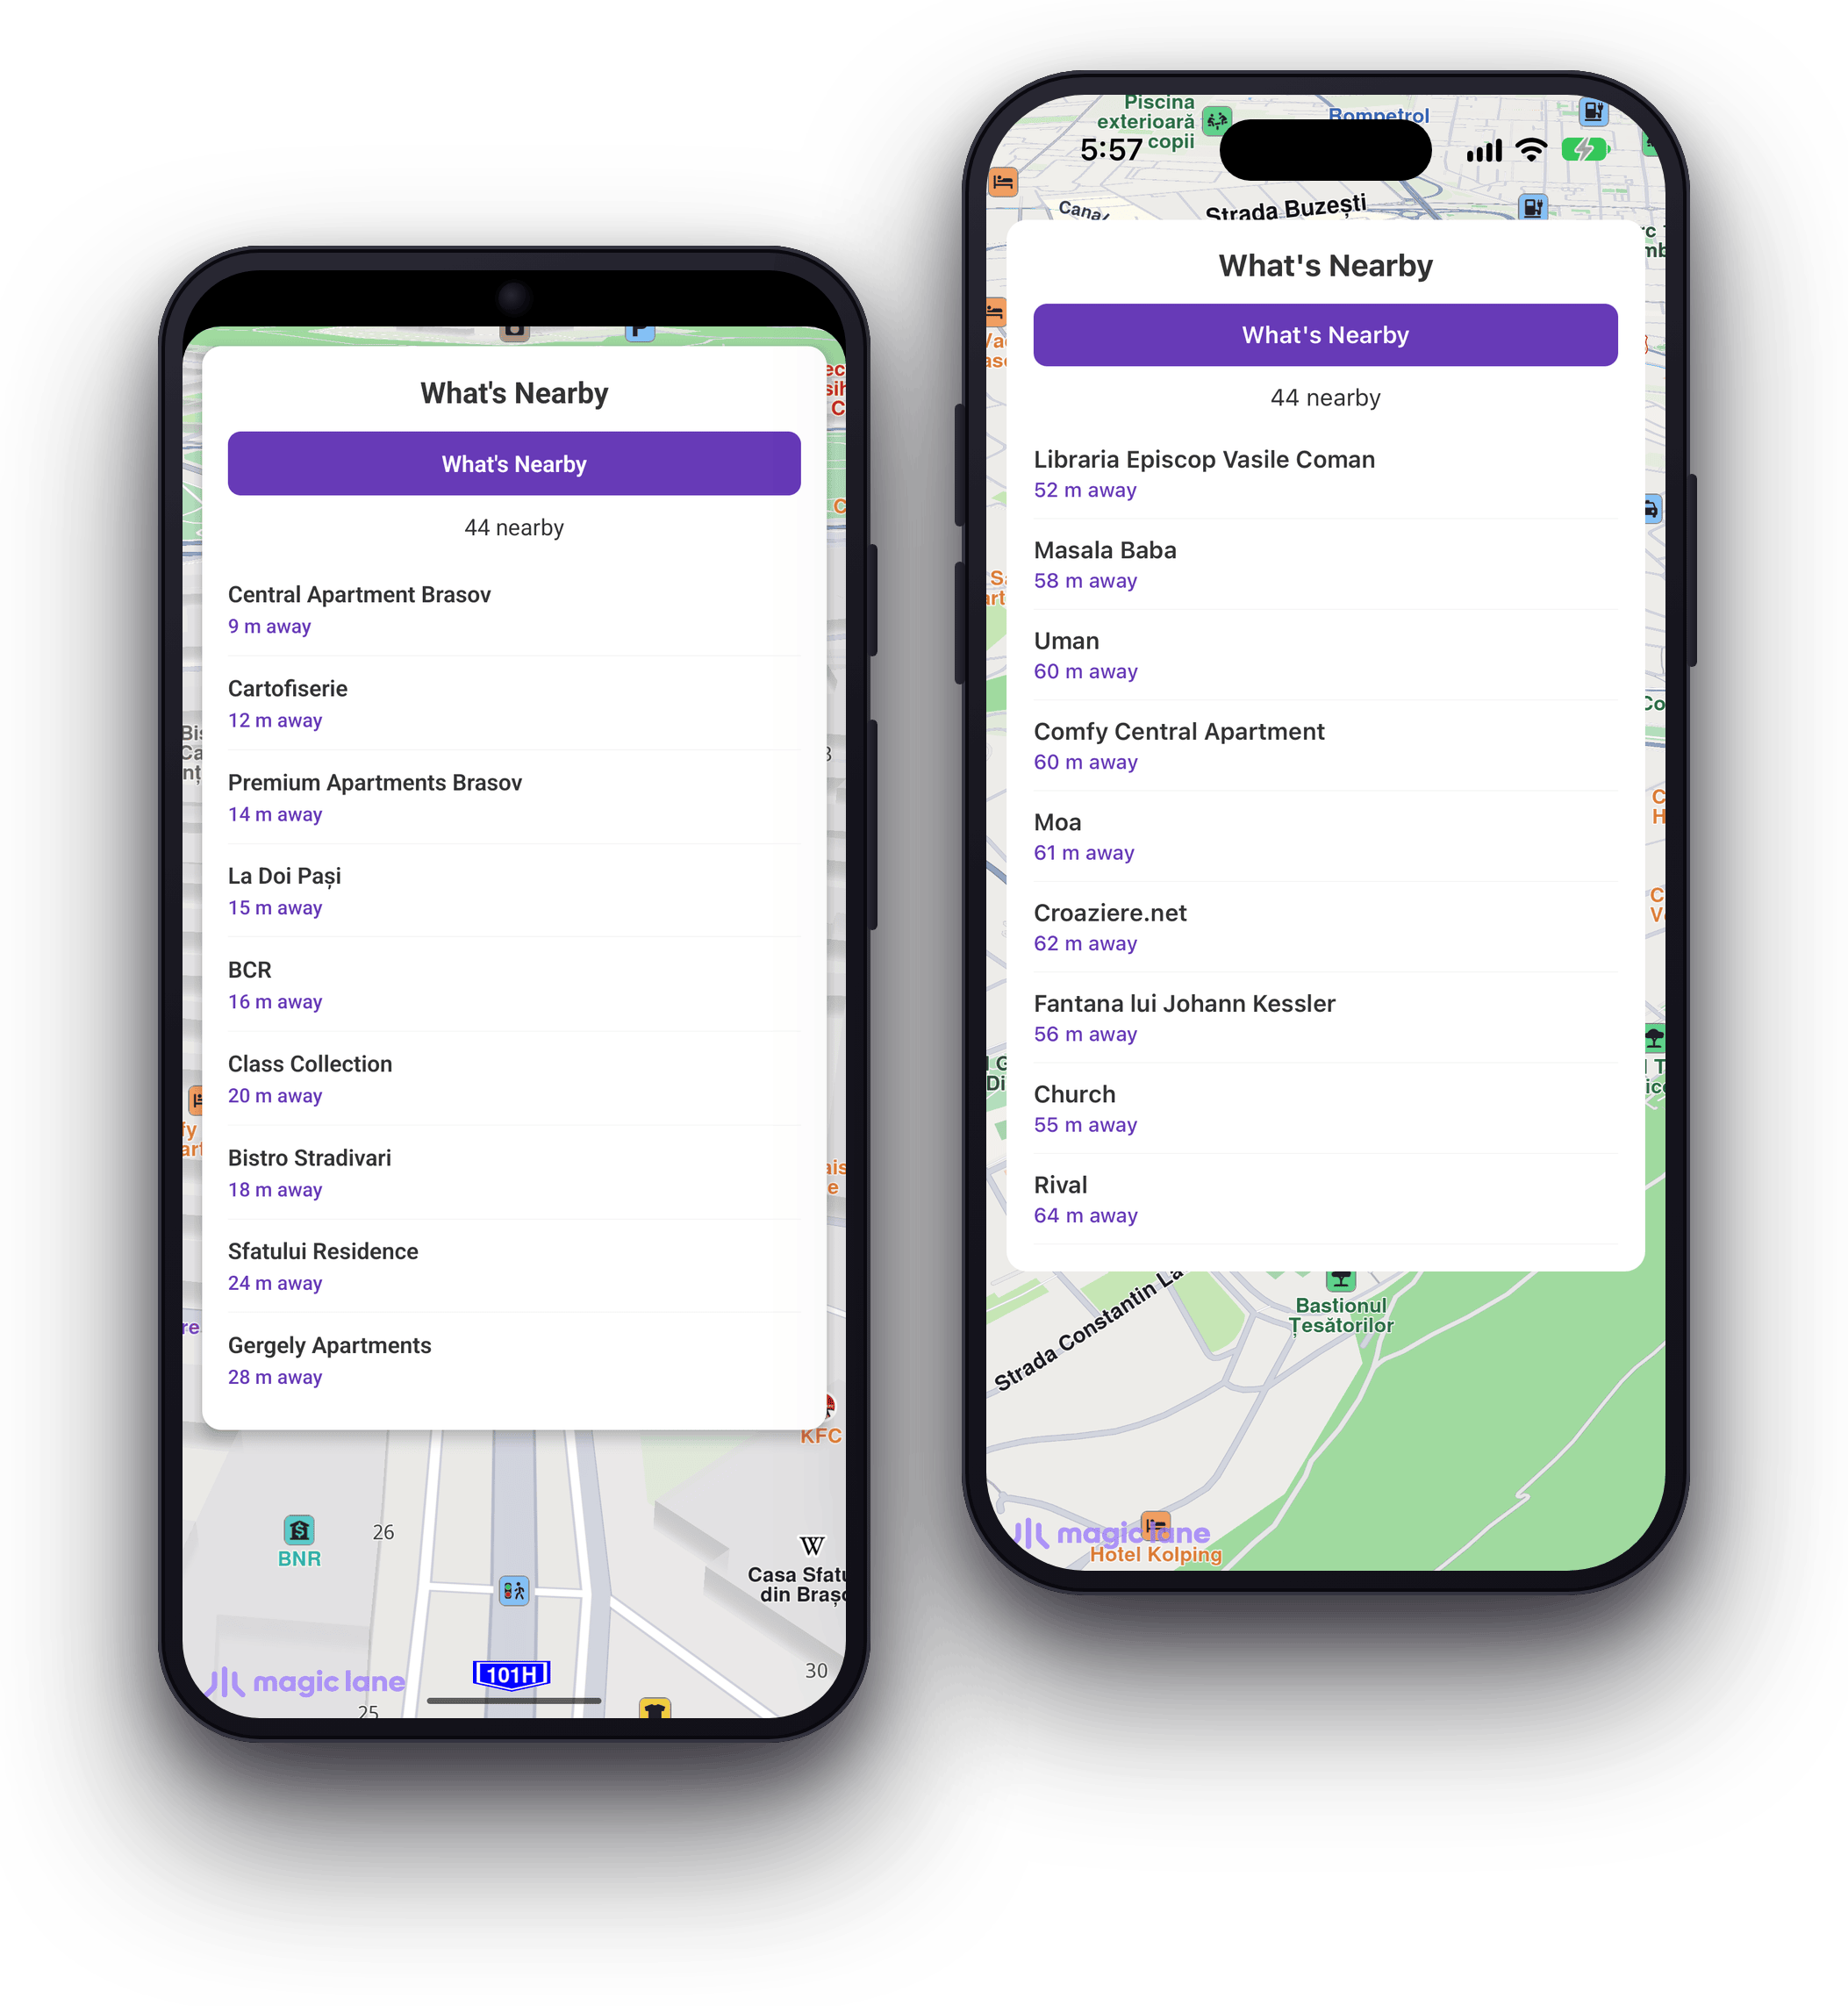 What's Nearby
What's Nearby
44 nearby
Central Apartment Brasov
9 m away
Cartofiserie
12 m away
Premium Apartments Brasov
14 m away
La Doi Pași
15 m away
BCR
16 m away
Class Collection
20 m away
Bistro Stradivari
18 m away
Sfatului Residence
24 m away
Gergely Apartments
28 m away
KFC
BNR
26
W
Casa
din
30
magic lane
101H
25
Piscina
exterioară
copii
Rompetrol
5:57
Canal
Strada Buzești
What's Nearby
What's Nearby
44 nearby
Libraria Episcop Vasile Coman
52 m away
Masala Baba
58 m away
Uman
60 m away
Comfy Central Apartment
60 m away
Moa
61 m away
Croaziere.net
62 m away
Fantana lui Johann Kessler
56 m away
Church
55 m away
Rival
64 m away
Strada Constantin
Bastionul
Țesătorilor
magic lane
Hotel Kolping